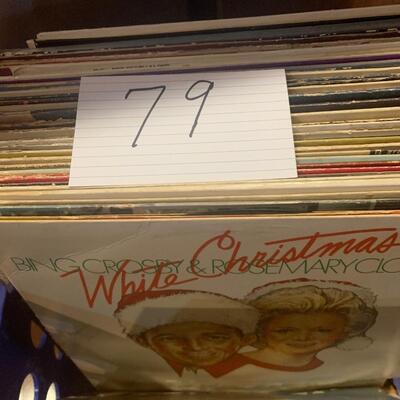 79
BING CROSBY & ROSEMARY CLO
White Christmas